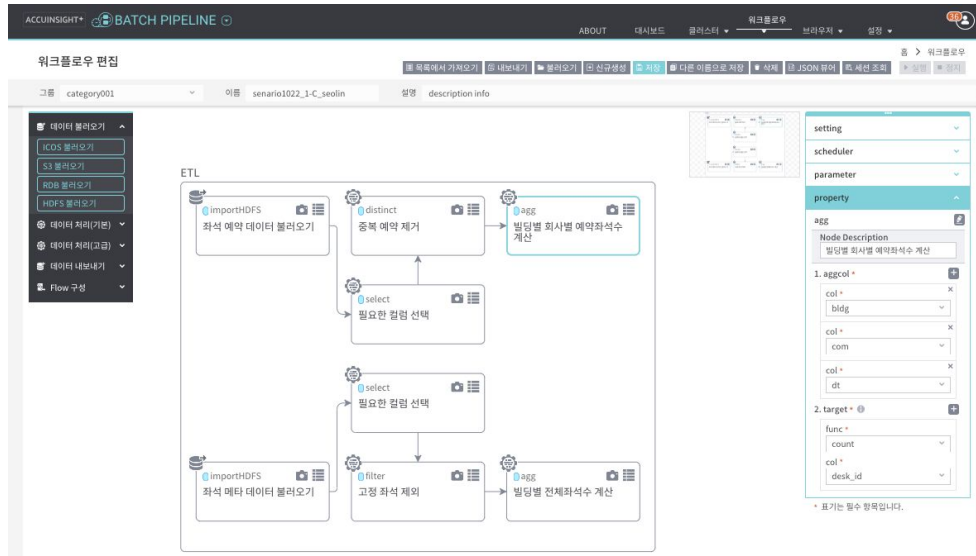 ACCUINSIGHT+ BATCH PIPELINE
ABOUT 대시보드 클러스터 워크플로우 브라우저 설정
워크플로우 편집
홈 > 워크플로우
목록에서 가져오기 내보내기 불러오기 신규생성 저장 다른 이름으로 저장 삭제 JSON 뷰어 세션 조회 실행 정지
그룹 category001 이름 senario1022_1-C_seolin 설명 description info
데이터 불러오기
ICOS 불러오기
S3 불러오기
RDB 불러오기
HDFS 불러오기
데이터 처리(기본)
데이터 처리(고급)
데이터 내보내기
Flow 구성
ETL
importHDFS
좌석 예약 데이터 불러오기
distinct
중복 예약 제거
agg
빌딩별 회사별 예약좌석수
계산
select
필요한 컬럼 선택
select
필요한 컬럼 선택
importHDFS
좌석 메타 데이터 불러오기
filter
고정 좌석 제외
agg
빌딩별 전체좌석수 계산
setting
scheduler
parameter
property
agg
Node Description
빌딩별 회사별 예약좌석수 계산
1. aggcol *
col *
bldg
col *
com
col *
dt
2. target *
func *
count
col *
desk_id
* 표기는 필수 항목입니다.